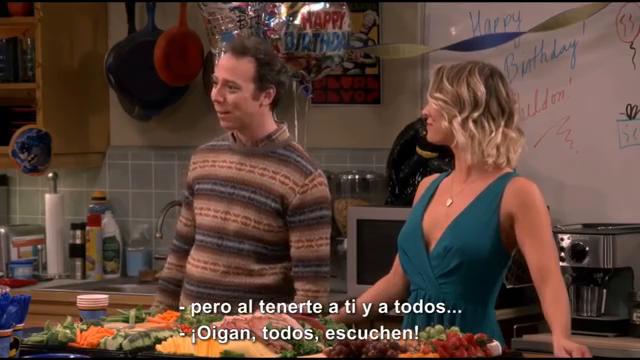 HAPPY
BIRTHDAY
Happy
Birthday!
Sheldon!
- pero al tenerte a ti y a todos...
- ¡Oigan, todos, escuchen!